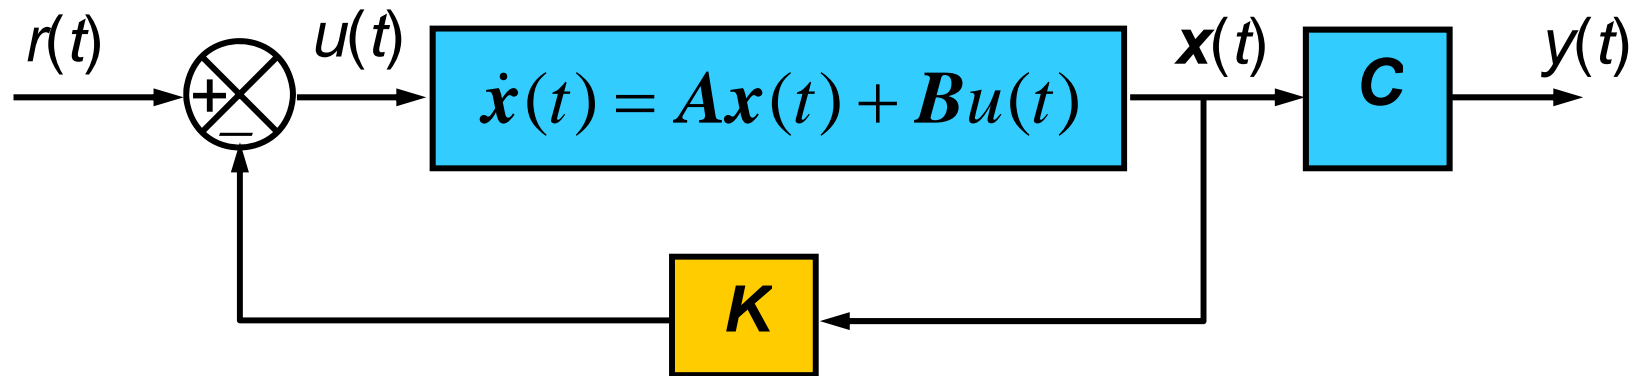 r(t) u(t) ẋ(t) = Ax(t) + Bu(t) x(t) C y(t)
+
−
K